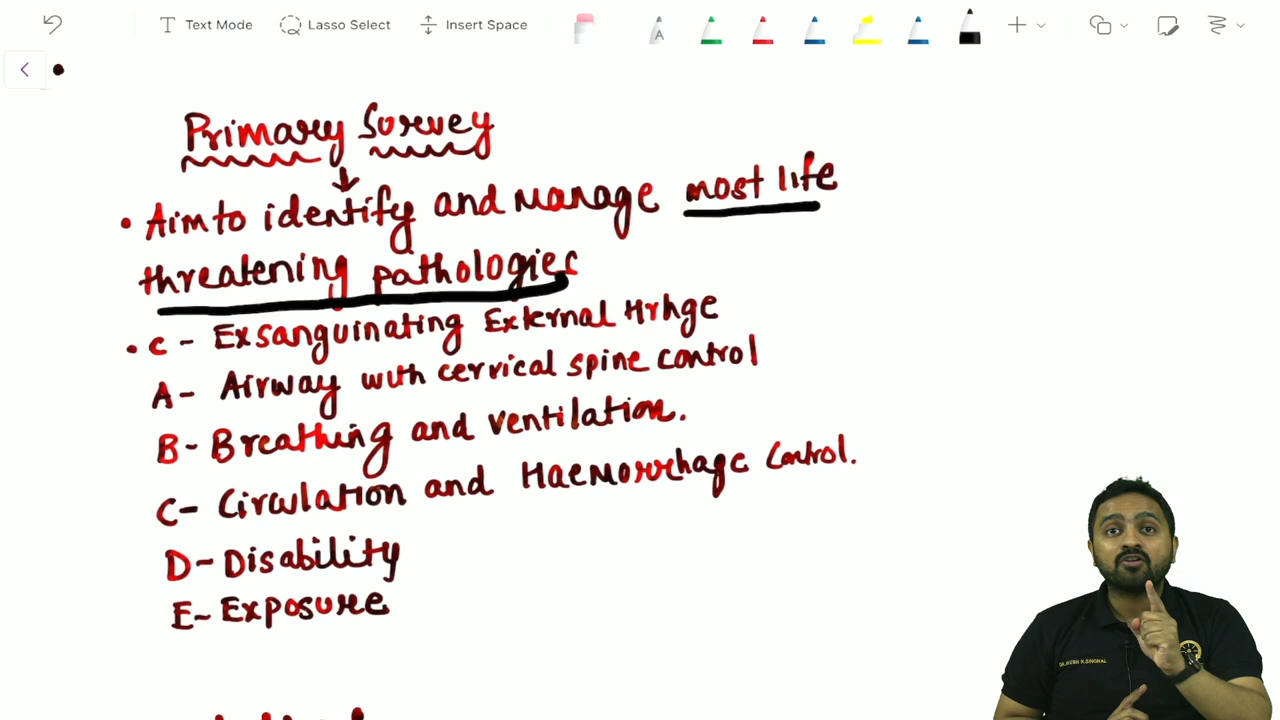 Text Mode
Lasso Select
Insert Space
A
Primary Survey
• Aim to identify and manage most life
threatening pathologies
• c - Exsanguinating External Hrhge
A - Airway with cervical spine control
B - Breathing and ventilation.
C - Circulation and Haemorrhage Control.
D - Disability
E - Exposure